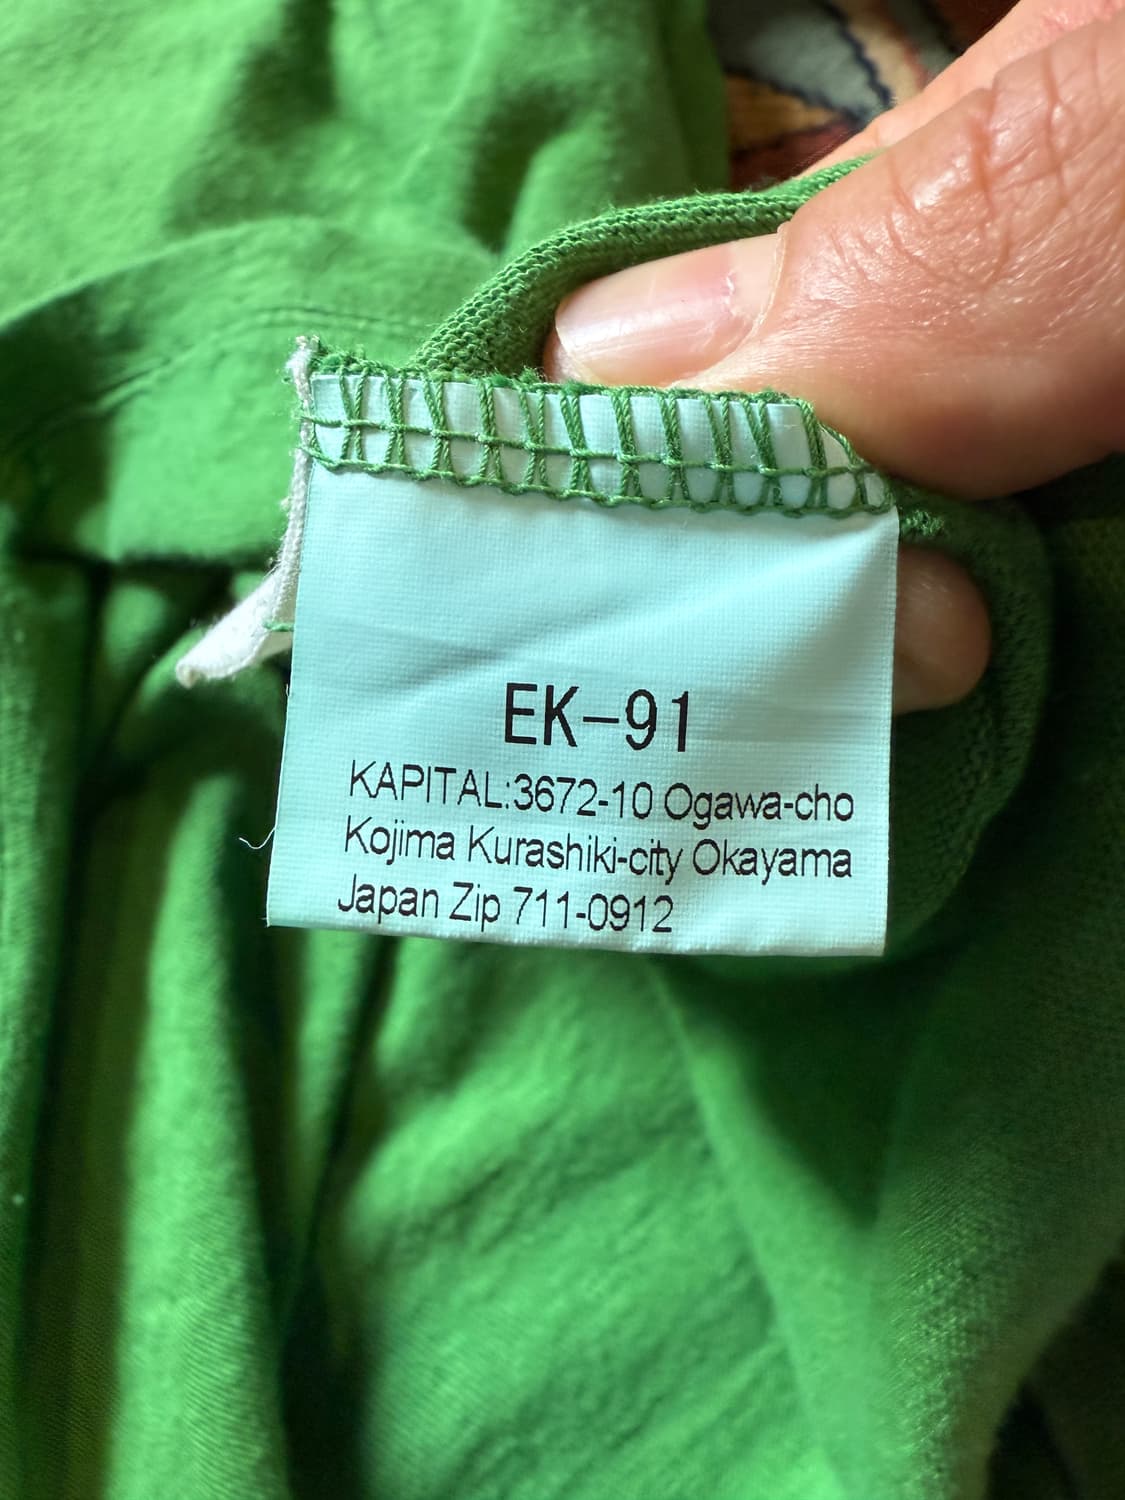 EK-91
KAPITAL:3672-10 Ogawa-cho
Kojima Kurashiki-city Okayama
Japan Zip 711-0912